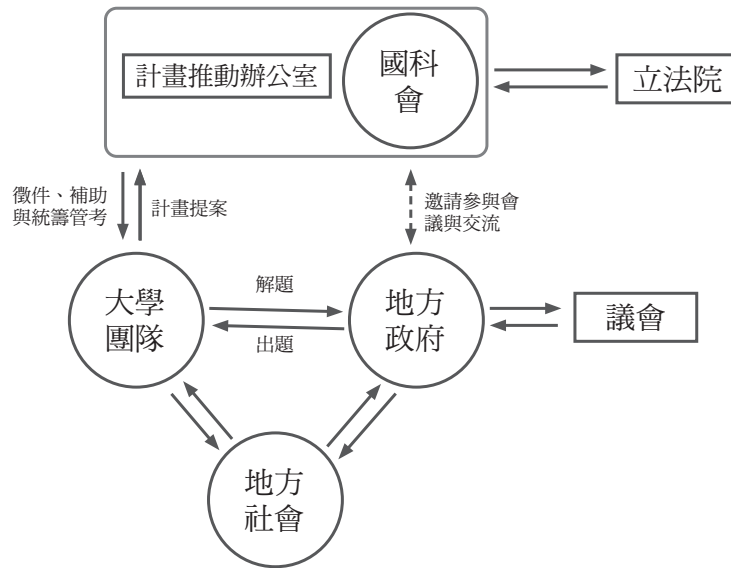 計畫推動辦公室
國科
會
立法院
徵件、補助
與統籌管考
計畫提案
邀請參與會
議與交流
大學
團隊
解題
出題
地方
政府
議會
地方
社會